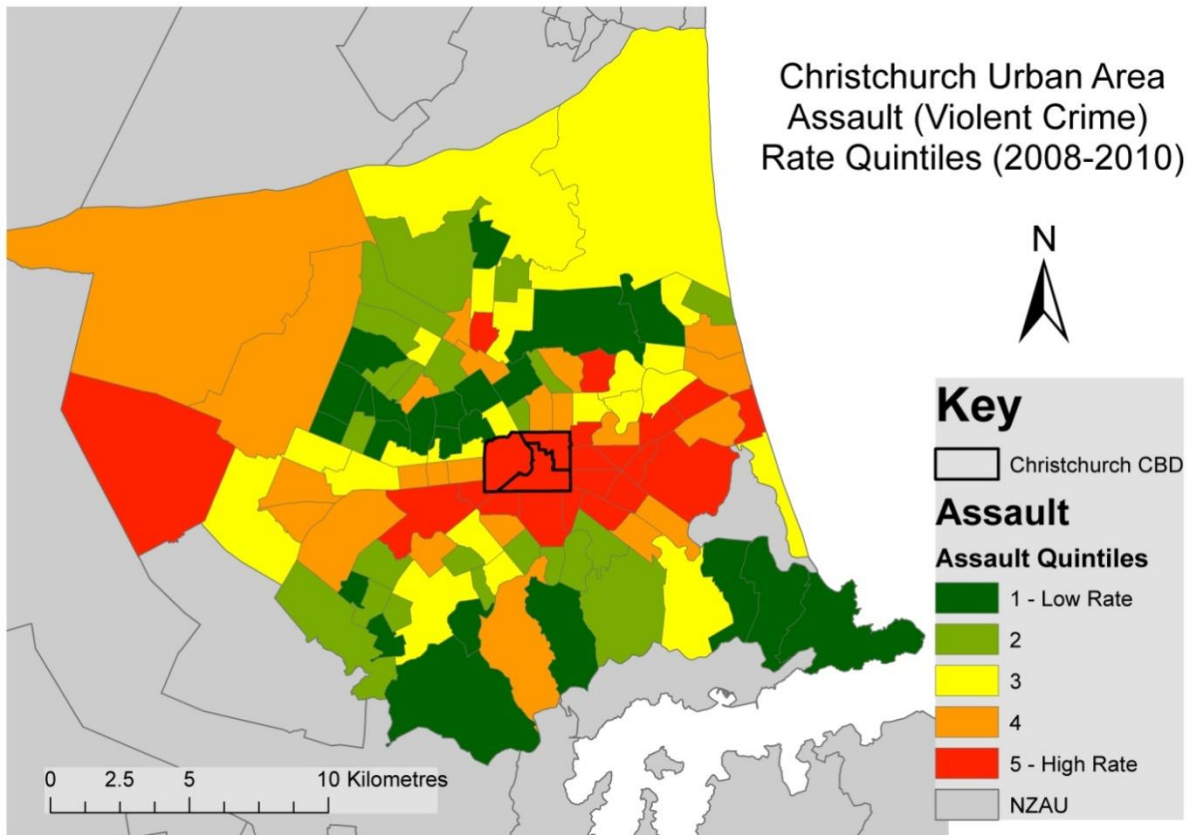 Christchurch Urban Area
Assault (Violent Crime)
Rate Quintiles (2008-2010)
N
Key
Christchurch CBD
Assault
Assault Quintiles
1 - Low Rate
2
3
4
5 - High Rate
NZAU
0 2.5 5 10 Kilometres